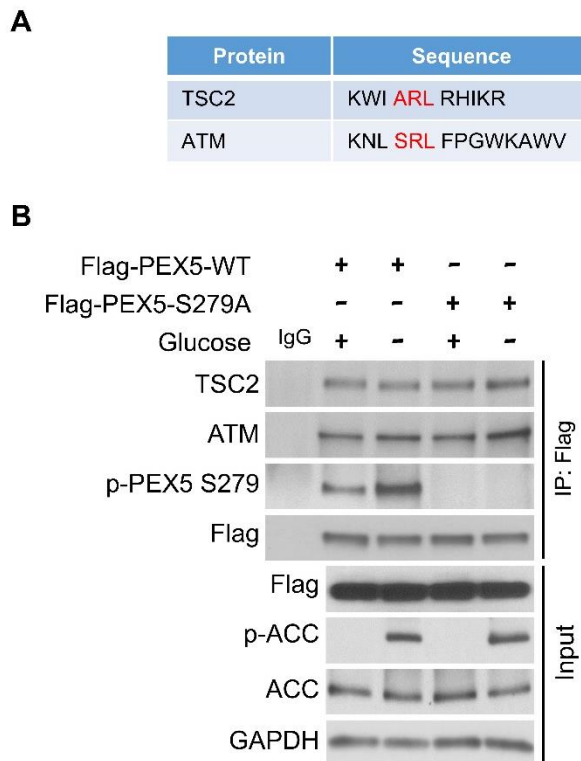 A
Protein Sequence
TSC2 KWI ARL RHIKR
ATM KNL SRL FPGWKAWV
B
Flag-PEX5-WT + + - -
Flag-PEX5-S279A - - + +
Glucose IgG + - + -
TSC2
ATM
p-PEX5 S279
Flag
IP: Flag
Flag
p-ACC
ACC
GAPDH
Input